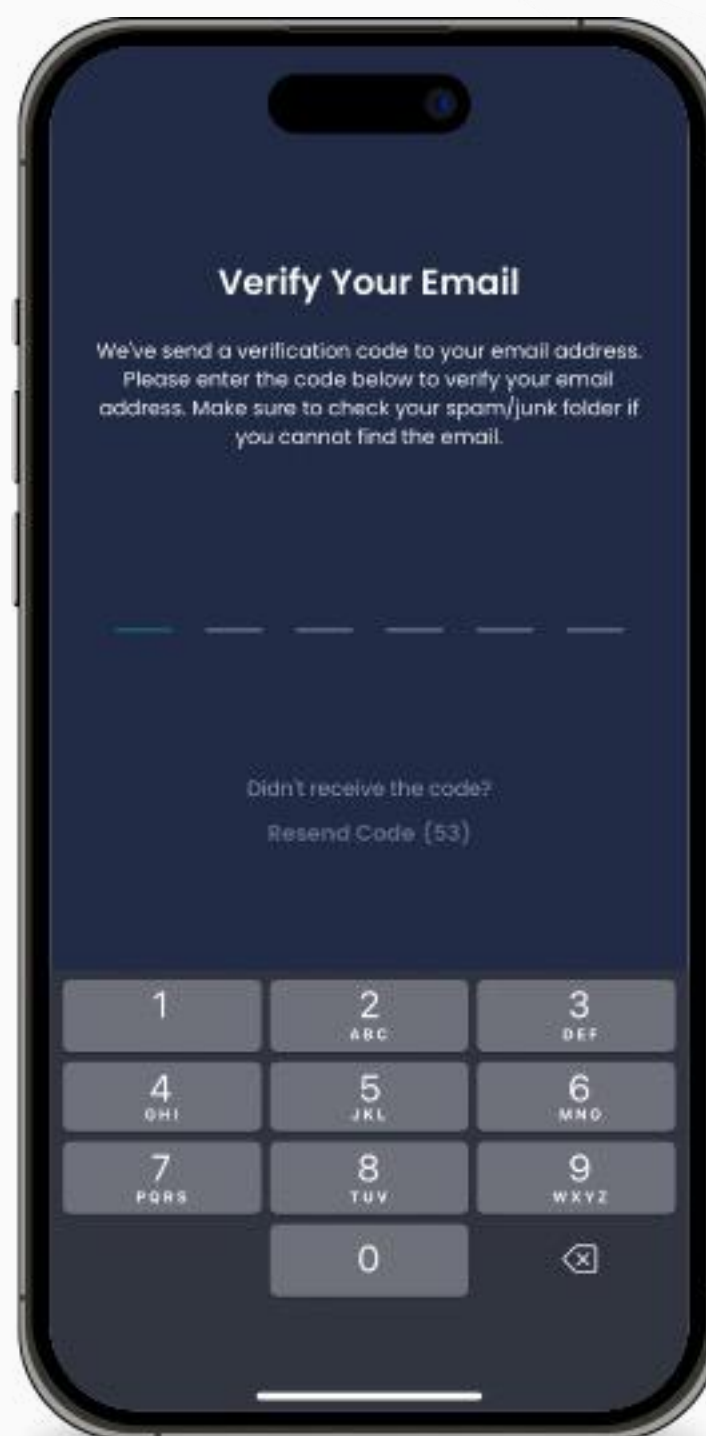 Verify Your Email
We've send a verification code to your email address.
Please enter the code below to verify your email
address. Make sure to check your spam/junk folder if
you cannot find the email.
Didn't receive the code?
Resend Code (53)
1 2 3
ABC DEF
4 5 6
GHI JKL MNO
7 8 9
PQRS TUV WXYZ
0